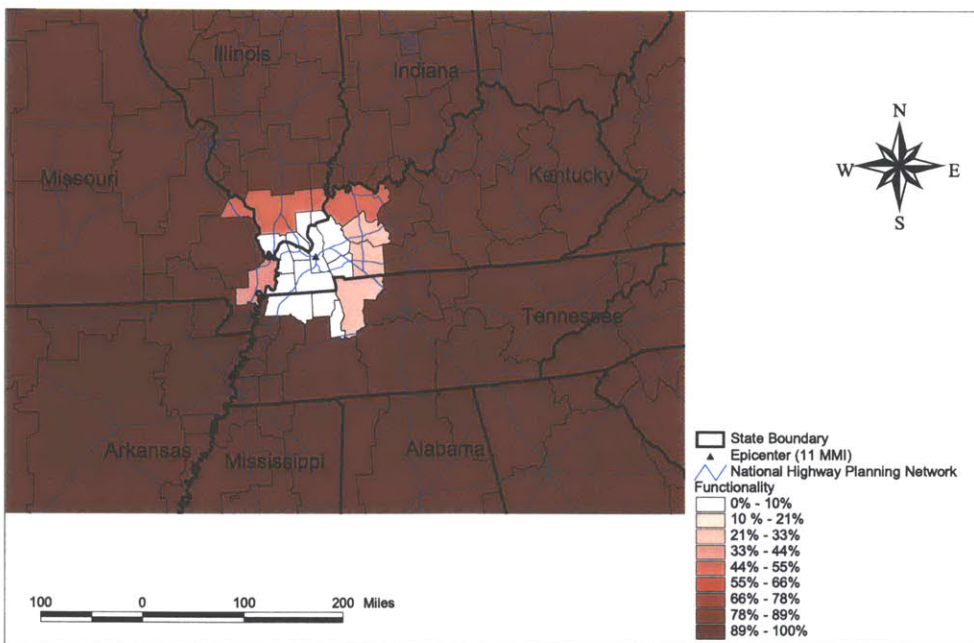 Illinois
Indiana
Missouri
Kentucky
Tennessee
Arkansas
Mississippi
Alabama
N
W E
S
State Boundary
Epicenter (11 MMI)
National Highway Planning Network
Functionality
0% - 10%
10 % - 21%
21% - 33%
33% - 44%
44% - 55%
55% - 66%
66% - 78%
78% - 89%
89% - 100%
100 0 100 200 Miles